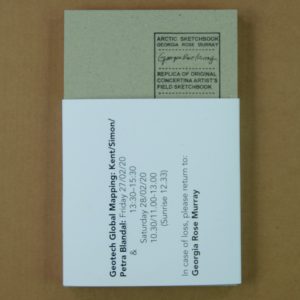 ARCTIC SKETCHBOOK
GEORGIA ROSE MURRAY
Georgia Rose Murray
REPLICA OF ORIGINAL
CONCERTINA ARTIST'S
FIELD SKETCHBOOK
Geotech Global Mapping: Kent/Simon/
Petra Blandal: Friday 27/02/20
& 13:30–15:30
Saturday 28/02/20
10.30/11.00-13.00
(Sunrise 12.33)
In case of loss, please return to:
Georgia Rose Murray